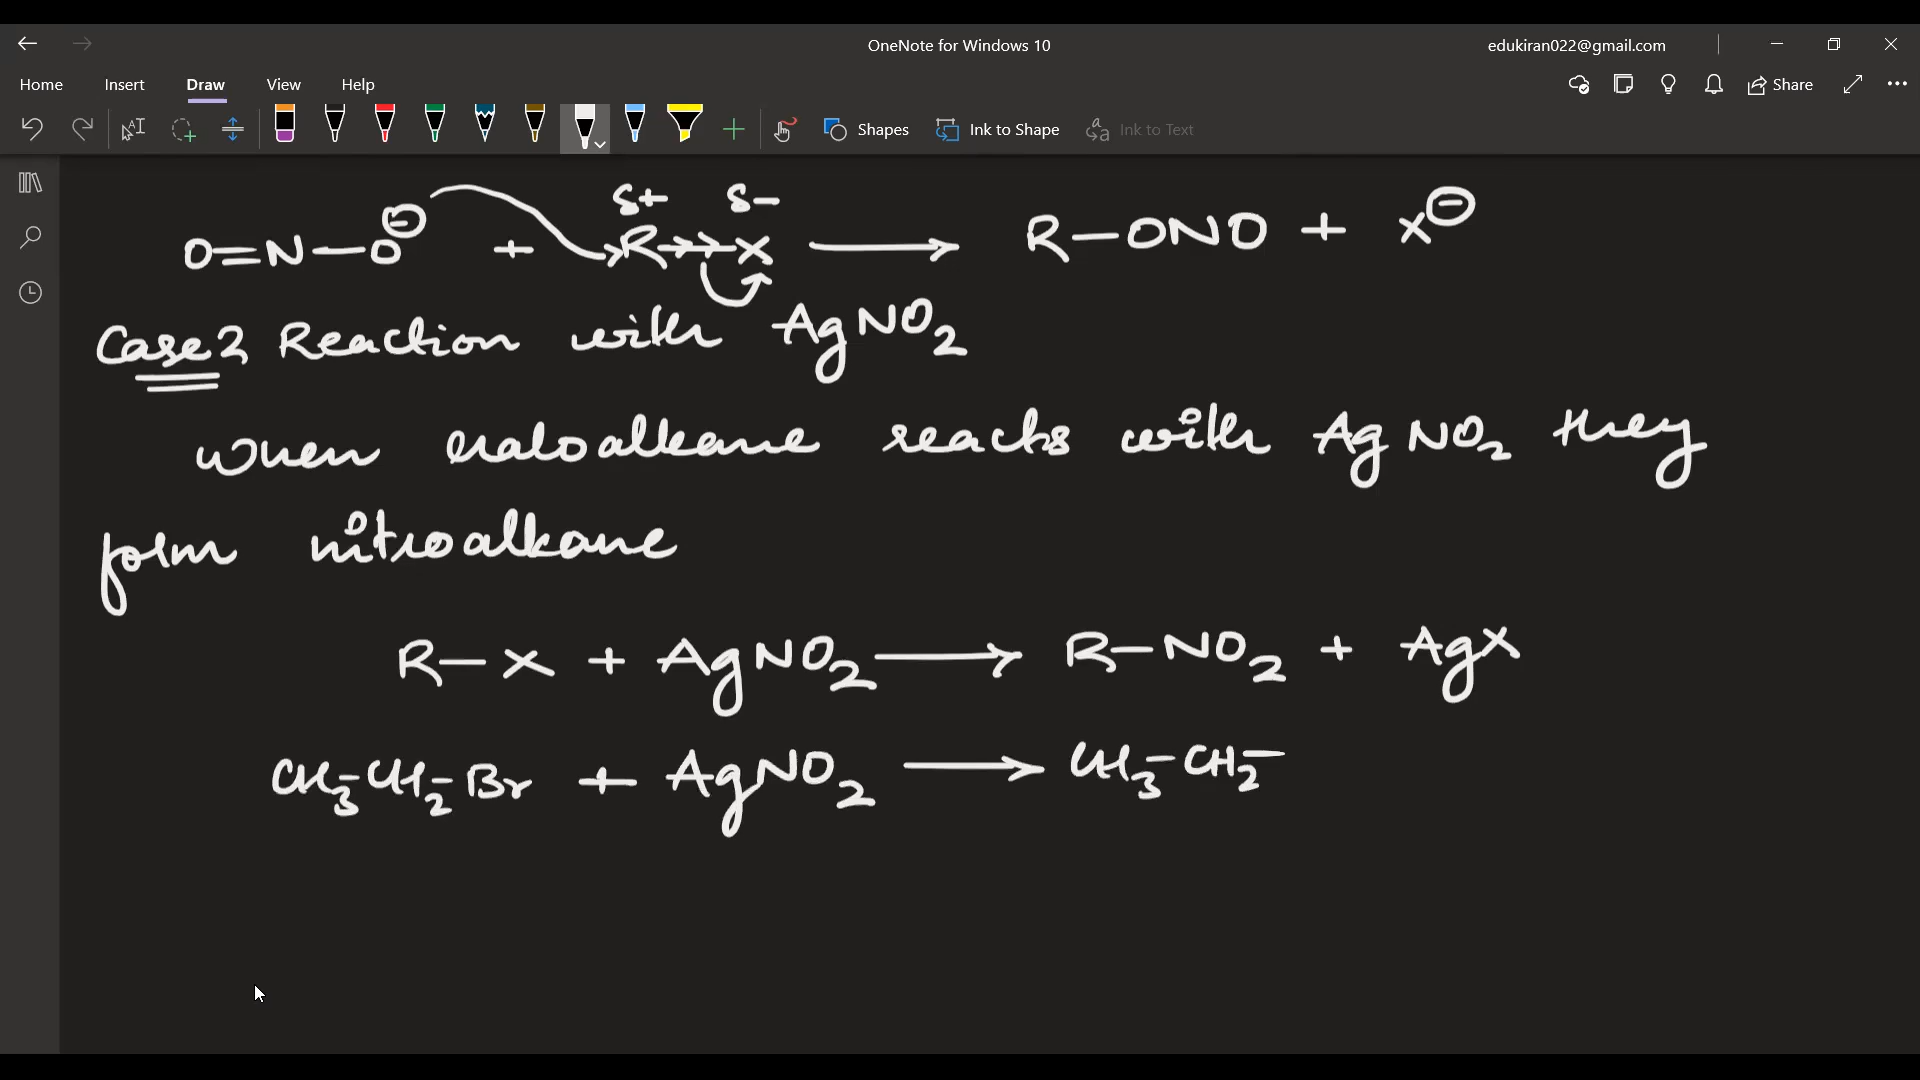 OneNote for Windows 10
edukiran022@gmail.com
Home Insert Draw View Help
Share
Shapes Ink to Shape Ink to Text
δ+ δ-
O=N-O⊖ + R→→X ⟶ R-ONO + X⊖
Case 2 Reaction with AgNO₂
When haloalkane reacts with AgNO₂ they
form nitroalkane
R-X + AgNO₂ ⟶ R-NO₂ + AgX
CH₃-CH₂-Br + AgNO₂ ⟶ CH₃-CH₂-